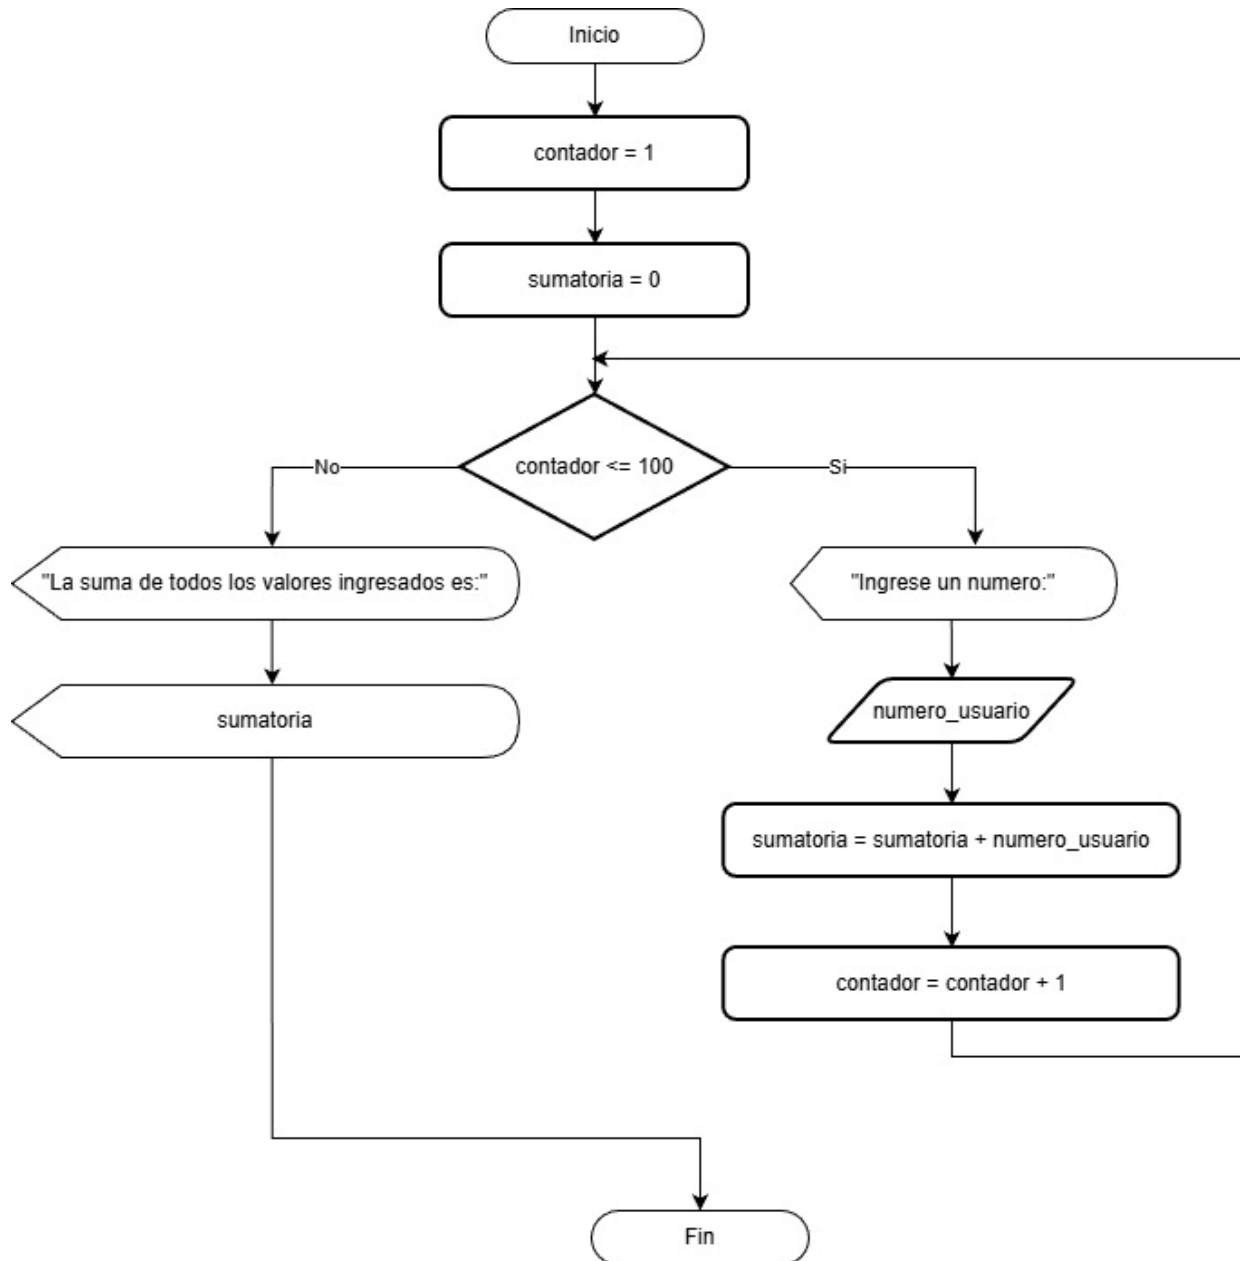 Inicio
contador = 1
sumatoria = 0
contador <= 100
No
Si
"La suma de todos los valores ingresados es:"
sumatoria
"Ingrese un numero:"
numero_usuario
sumatoria = sumatoria + numero_usuario
contador = contador + 1
Fin